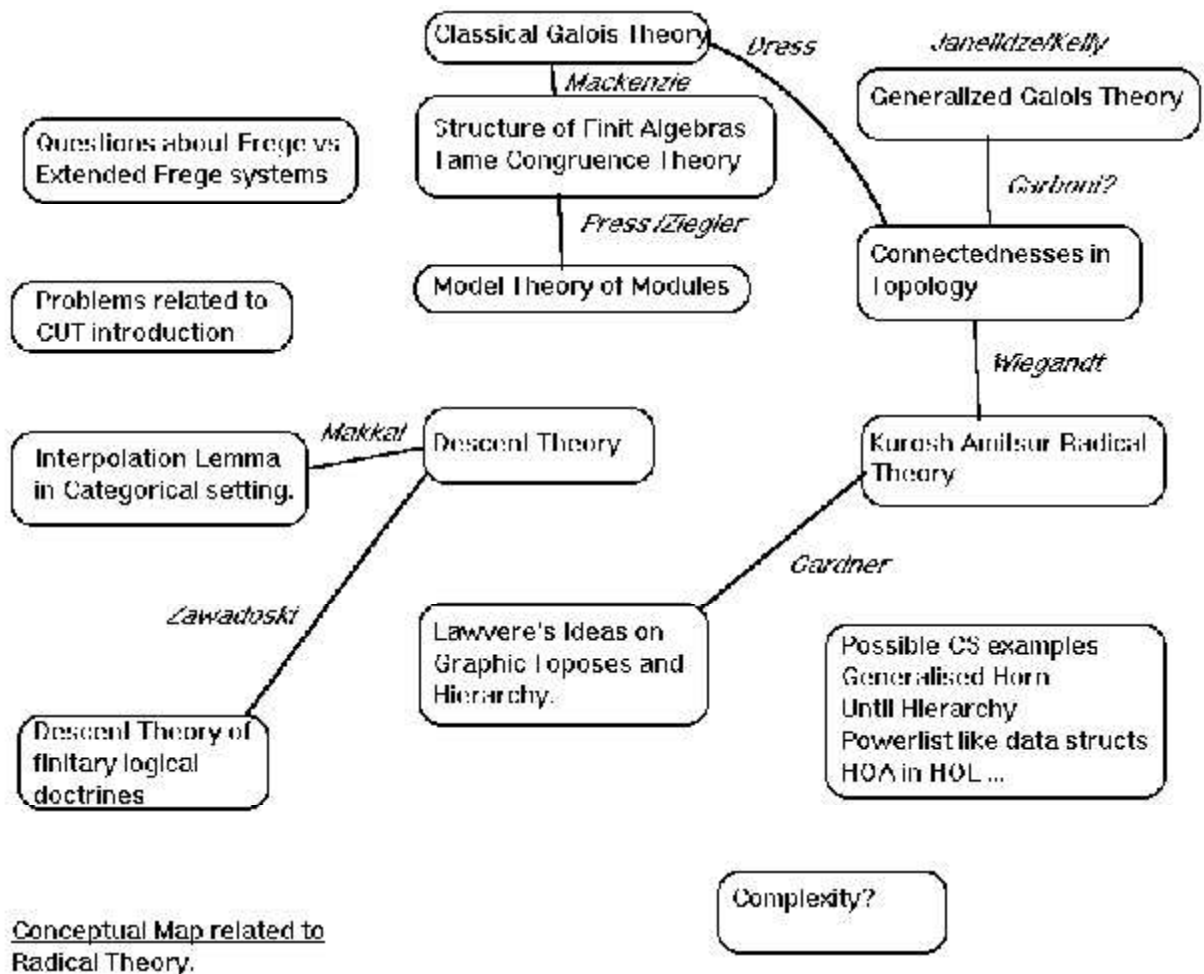 Classical Galois Theory
Dress
Janelidze/Kelly
Mackenzie
Generalized Galois Theory
Structure of Finit Algebras
Tame Congruence Theory
Questions about Frege vs
Extended Frege systems
Carboni?
Press /Ziegler
Connectednesses in
Topology
Model Theory of Modules
Problems related to
CUT introduction
Wiegandt
Makkai
Descent Theory
Kurosh Amitsur Radical
Theory
Interpolation Lemma
in Categorical setting.
Gardner
Zawadoski
Lawvere's Ideas on
Graphic Toposes and
Hierarchy.
Possible CS examples
Generalised Horn
Until Hierarchy
Powerlist like data structs
HOA in HOL ...
Descent Theory of
finitary logical
doctrines
Complexity?
Conceptual Map related to
Radical Theory.